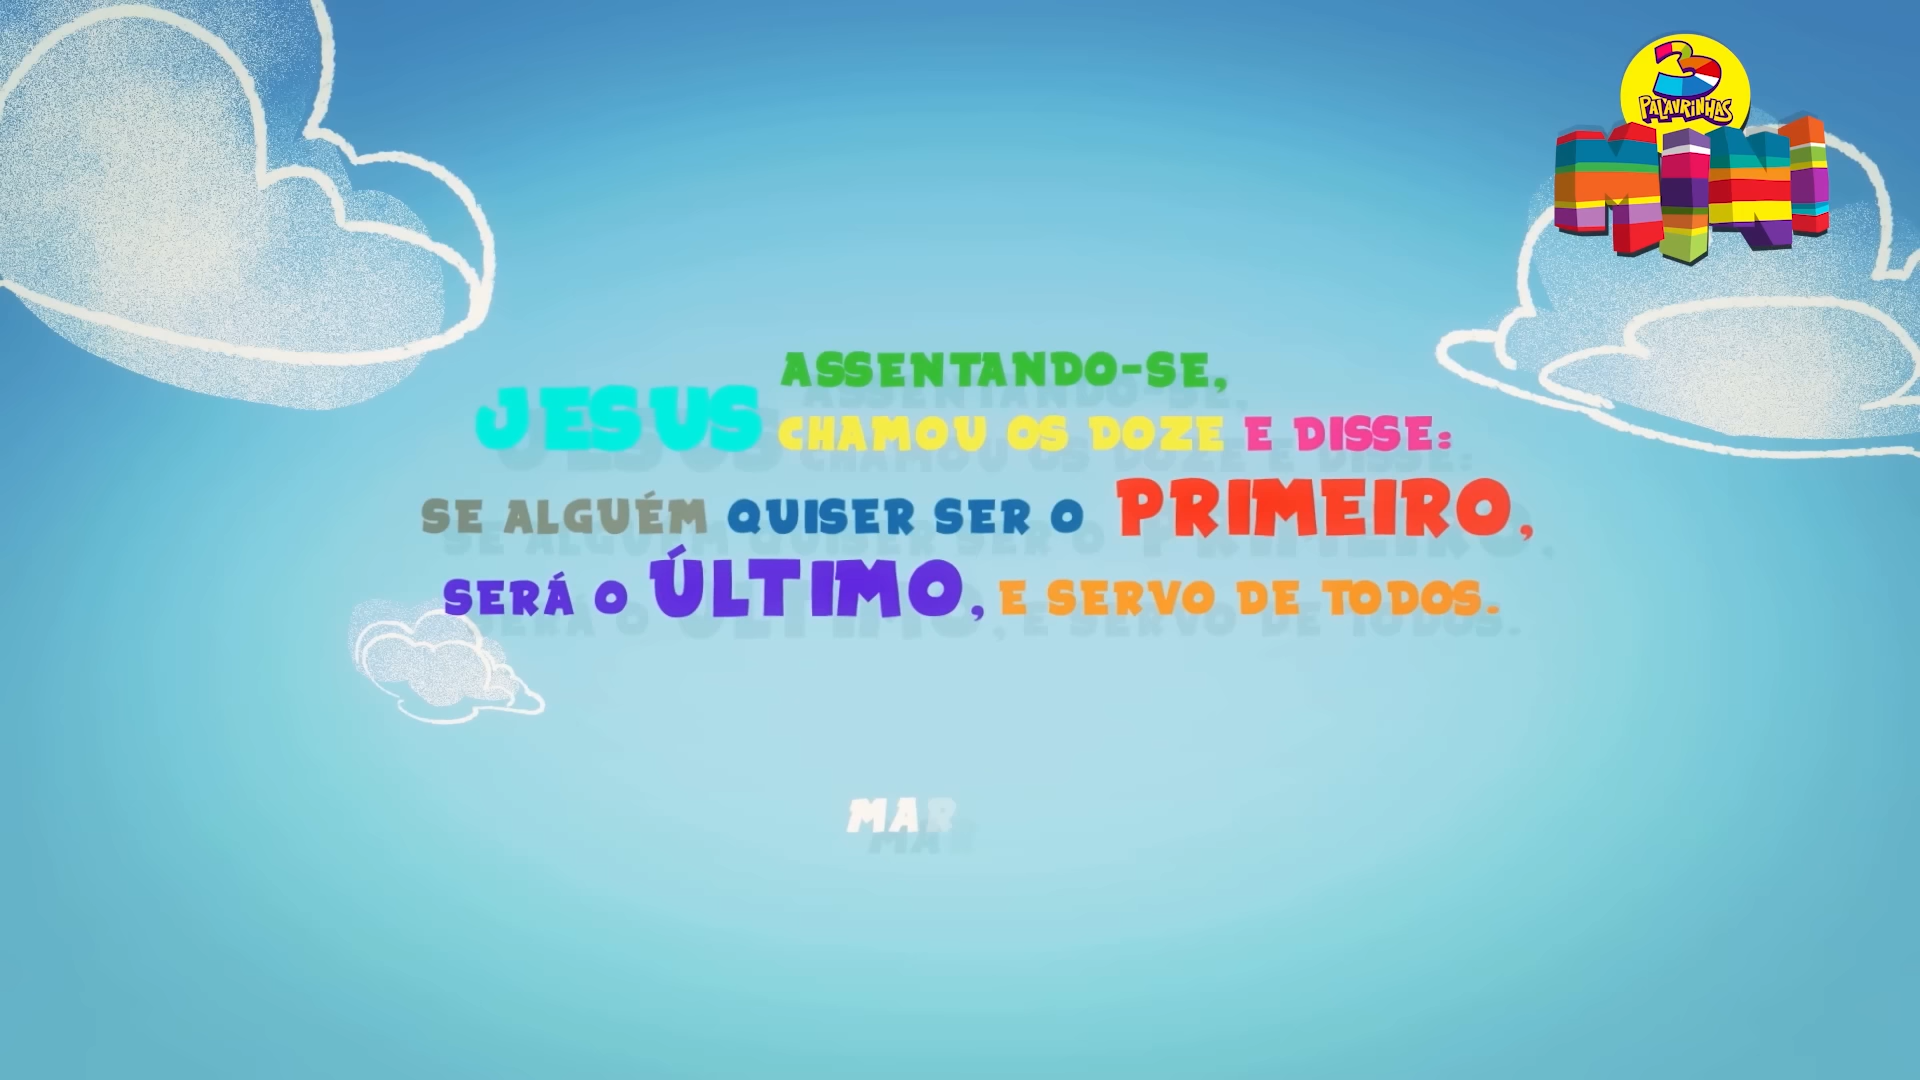 3
PALAVRINHAS
MINI
ASSENTANDO-SE,
JESUS CHAMOU OS DOZE E DISSE:
SE ALGUÉM QUISER SER O PRIMEIRO,
SERÁ O ÚLTIMO, E SERVO DE TODOS.
MAR